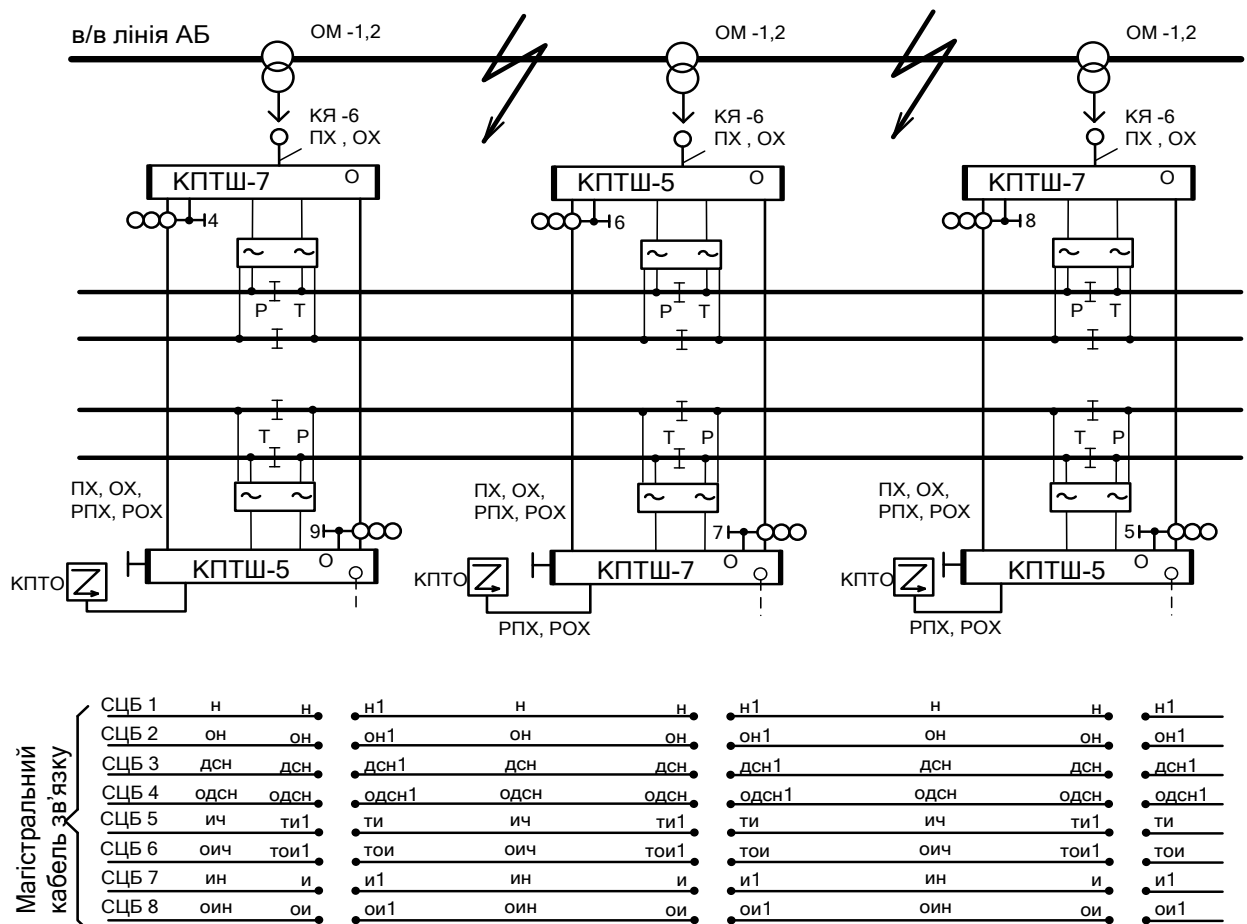 в/в лінія АБ
ОМ -1,2
ОМ -1,2
ОМ -1,2
КЯ -6
ПХ , ОХ
КЯ -6
ПХ , ОХ
КЯ -6
ПХ , ОХ
КПТШ-7 О
КПТШ-5 О
КПТШ-7 О
4
6
8
~ ~
~ ~
~ ~
Р Т
Р Т
Р Т
Т Р
Т Р
Т Р
ПХ, ОХ,
РПХ, РОХ
ПХ, ОХ,
РПХ, РОХ
ПХ, ОХ,
РПХ, РОХ
~ ~
~ ~
~ ~
9
7
5
КПТО
КПТШ-5 О
КПТО
КПТШ-7 О
КПТО
КПТШ-5 О
РПХ, РОХ
РПХ, РОХ
Магістральний
кабель зв'язку
СЦБ 1 н н н1 н н н1 н н н1
СЦБ 2 он он он1 он он он1 он он он1
СЦБ 3 дсн дсн дсн1 дсн дсн дсн1 дсн дсн дсн1
СЦБ 4 одсн одсн одсн1 одсн одсн одсн1 одсн одсн одсн1
СЦБ 5 ич ти1 ти ич ти1 ти ич ти1 ти
СЦБ 6 оич тои1 тои оич тои1 тои оич тои1 тои
СЦБ 7 ин и и1 ин и и1 ин и и1
СЦБ 8 оин ои ои1 оин ои ои1 оин ои ои1